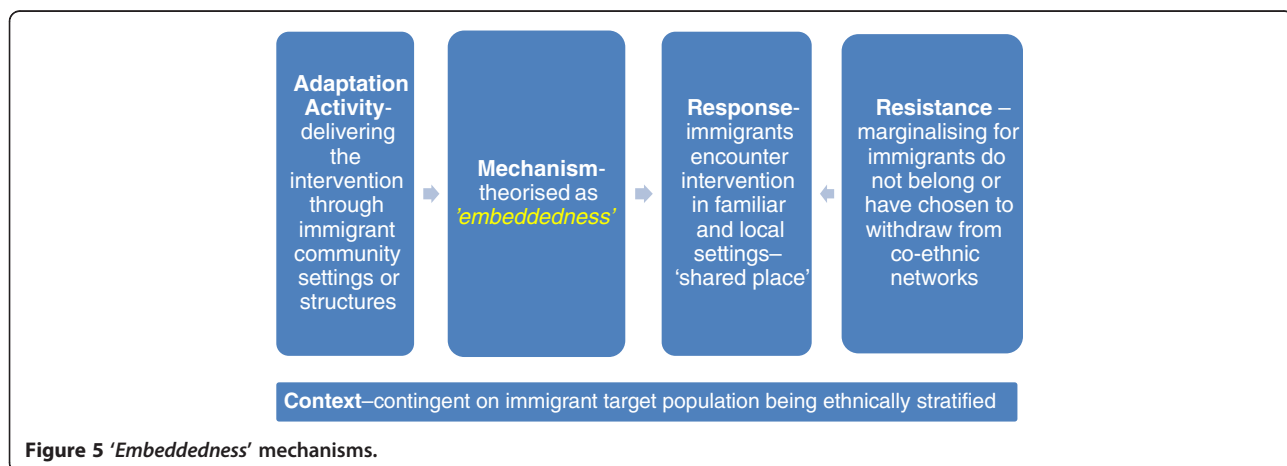 Adaptation
Activity-
delivering
the
intervention
through
immigrant
community
settings or
structures
Mechanism-
theorised as
'embeddedness'
Response-
immigrants
encounter
intervention
in familiar
and local
settings–
'shared place'
Resistance –
marginalising for
immigrants do
not belong or
have chosen to
withdraw from
co-ethnic
networks
Context–contingent on immigrant target population being ethnically stratified
Figure 5 'Embeddedness' mechanisms.